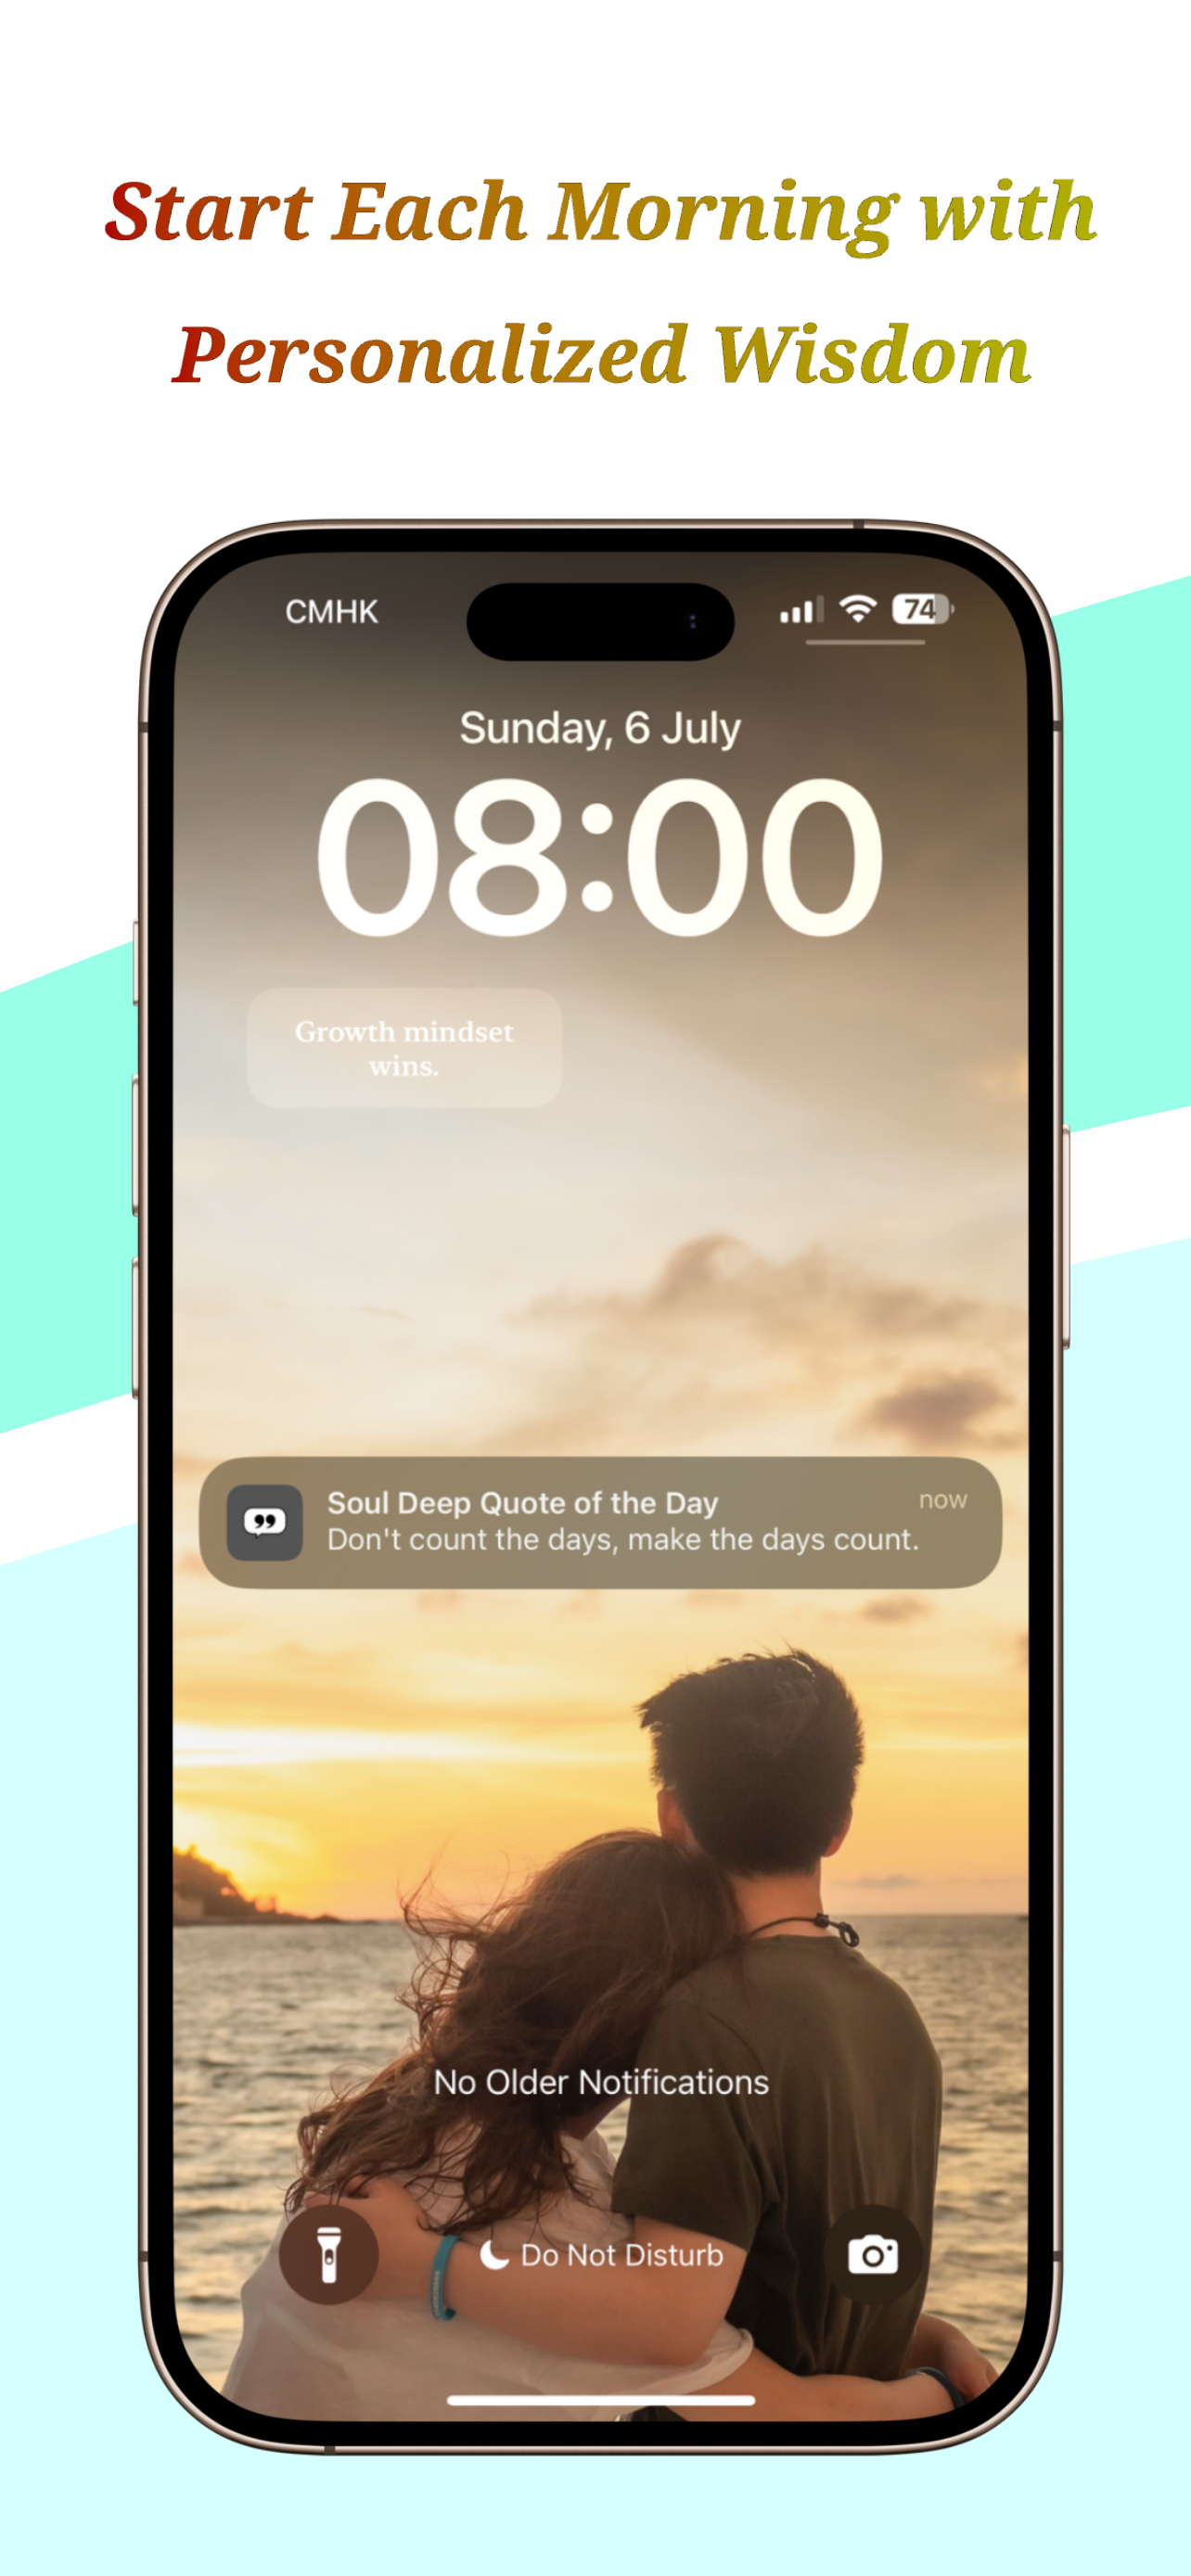 Start Each Morning with
Personalized Wisdom
CMHK
74
Sunday, 6 July
08:00
Growth mindset
wins.
Soul Deep Quote of the Day
now
Don't count the days, make the days count.
No Older Notifications
Do Not Disturb